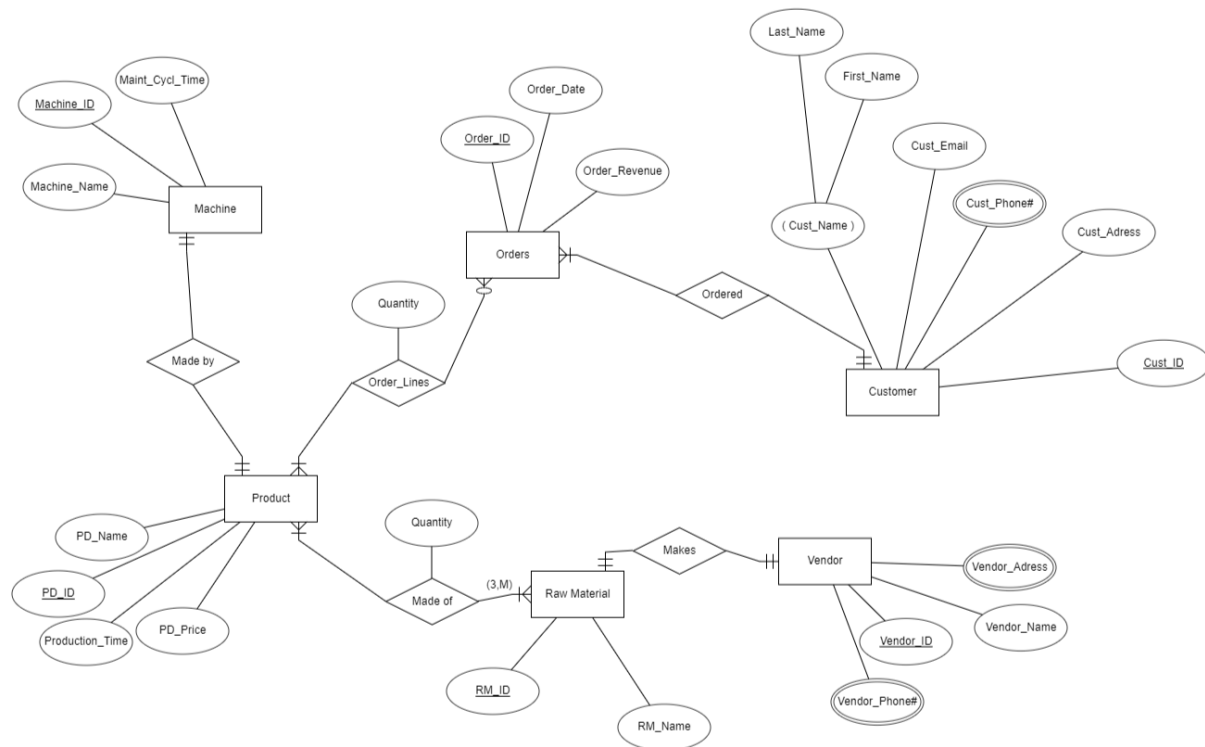 Last_Name
Maint_Cycl_Time
First_Name
Order_Date
Machine_ID
Order_ID
Cust_Email
Order_Revenue
Machine_Name
Cust_Phone#
Machine
( Cust_Name )
Cust_Adress
Orders
Ordered
Quantity
Made by
Order_Lines
Cust_ID
Customer
Product
Quantity
PD_Name
Makes
Vendor
Vendor_Adress
(3,M)
PD_ID
Made of
Raw Material
PD_Price
Production_Time
Vendor_ID
Vendor_Name
RM_ID
Vendor_Phone#
RM_Name